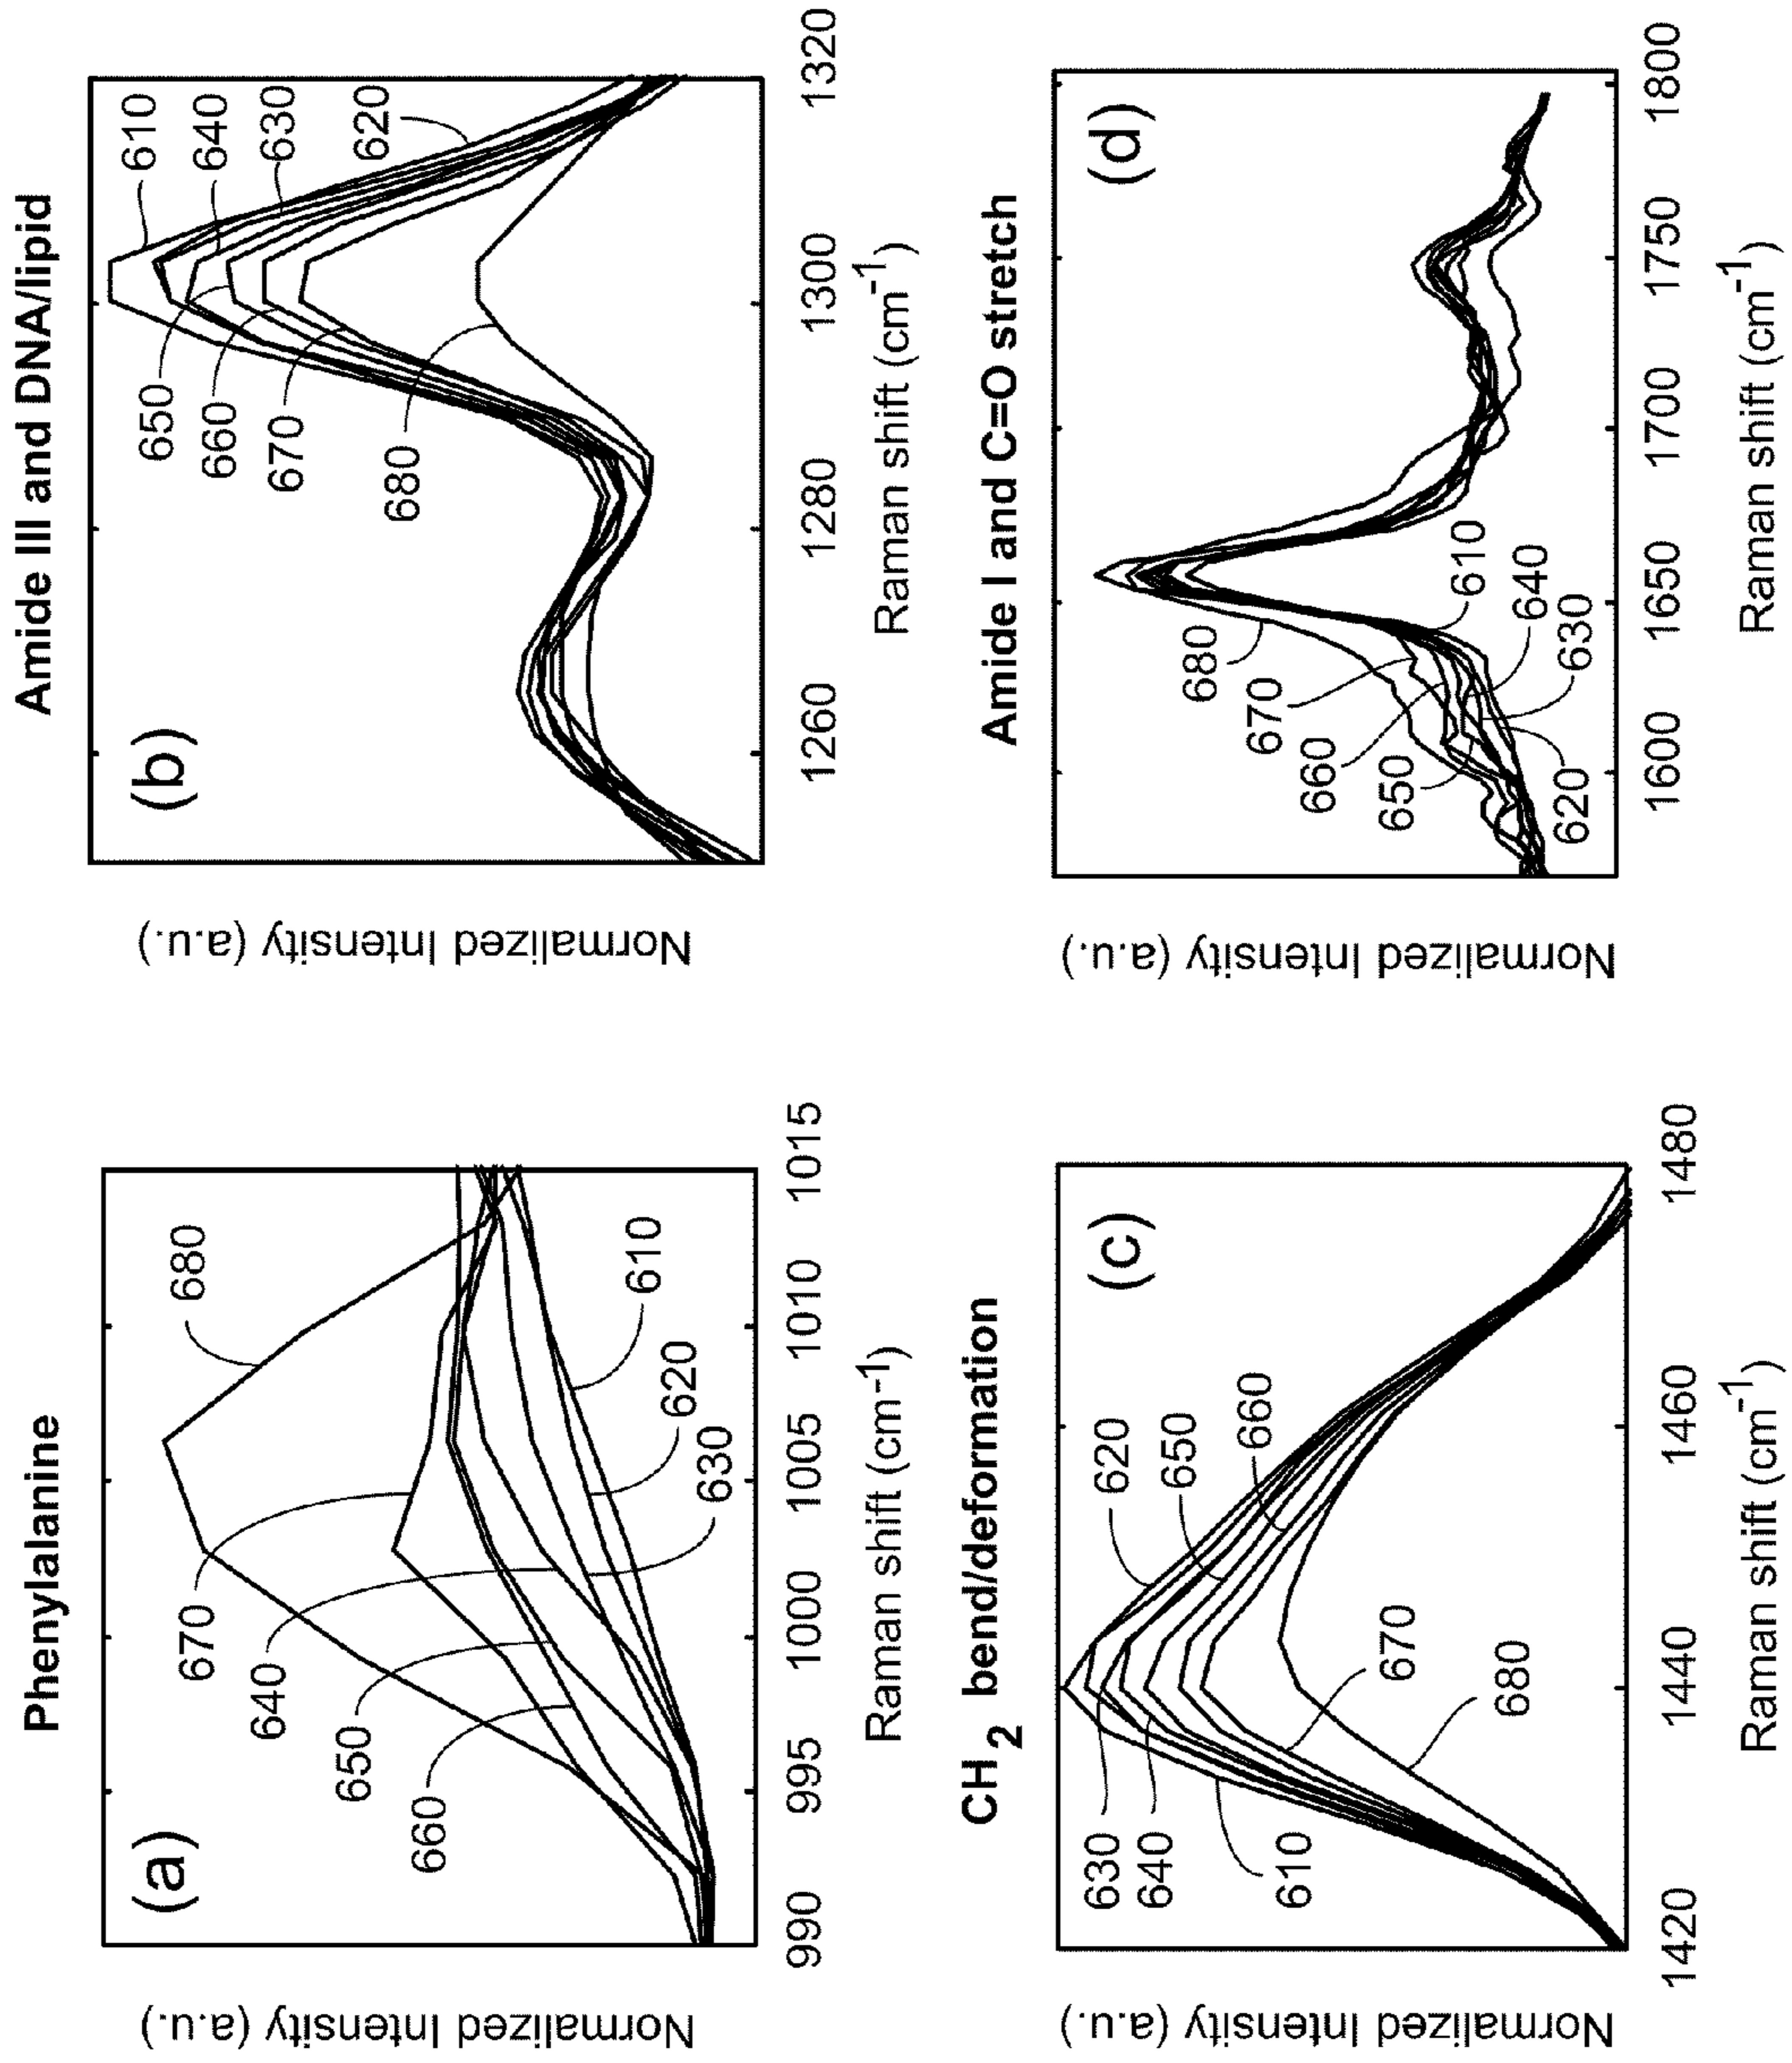 Phenylalanine
(a)
680
670
640
650
660
610
620
630
Normalized Intensity (a.u.)
990 995 1000 1005 1010 1015
Raman shift (cm-1)
Amide III and DNA/lipid
(b)
610
640
630
620
650
660
670
680
Normalized Intensity (a.u.)
1260 1280 1300 1320
Raman shift (cm-1)
CH2 bend/deformation
(c)
620
650
660
630
640
610
670
680
Normalized Intensity (a.u.)
1420 1440 1460 1480
Raman shift (cm-1)
Amide I and C=O stretch
(d)
680
670
660
650
610
640
630
620
Normalized Intensity (a.u.)
1600 1650 1700 1750 1800
Raman shift (cm-1)